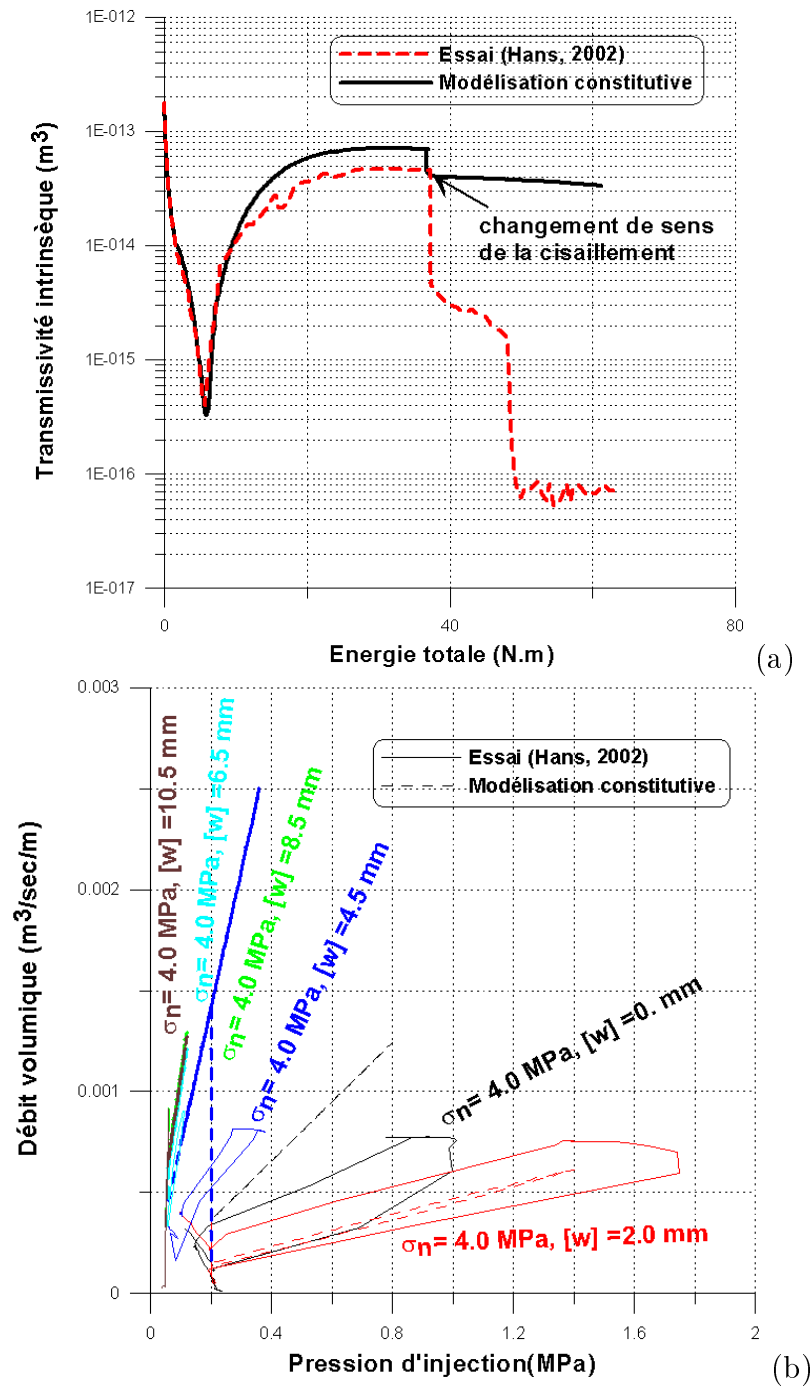 1E-012
Essai (Hans, 2002)
Modélisation constitutive
1E-013
1E-014
1E-015
1E-016
1E-017
Transmissivité intrinsèque (m³)
changement de sens
de la cisaillement
0
40
80
Energie totale (N.m)
(a)
0.003
0.002
0.001
0
Débit volumique (m³/sec/m)
Essai (Hans, 2002)
Modélisation constitutive
σn= 4.0 MPa, [w] =10.5 mm
σn= 4.0 MPa, [w] =6.5 mm
σn= 4.0 MPa, [w] =8.5 mm
σn= 4.0 MPa, [w] =4.5 mm
σn= 4.0 MPa, [w] =0. mm
σn= 4.0 MPa, [w] =2.0 mm
0
0.4
0.8
1.2
1.6
2
Pression d'injection(MPa)
(b)